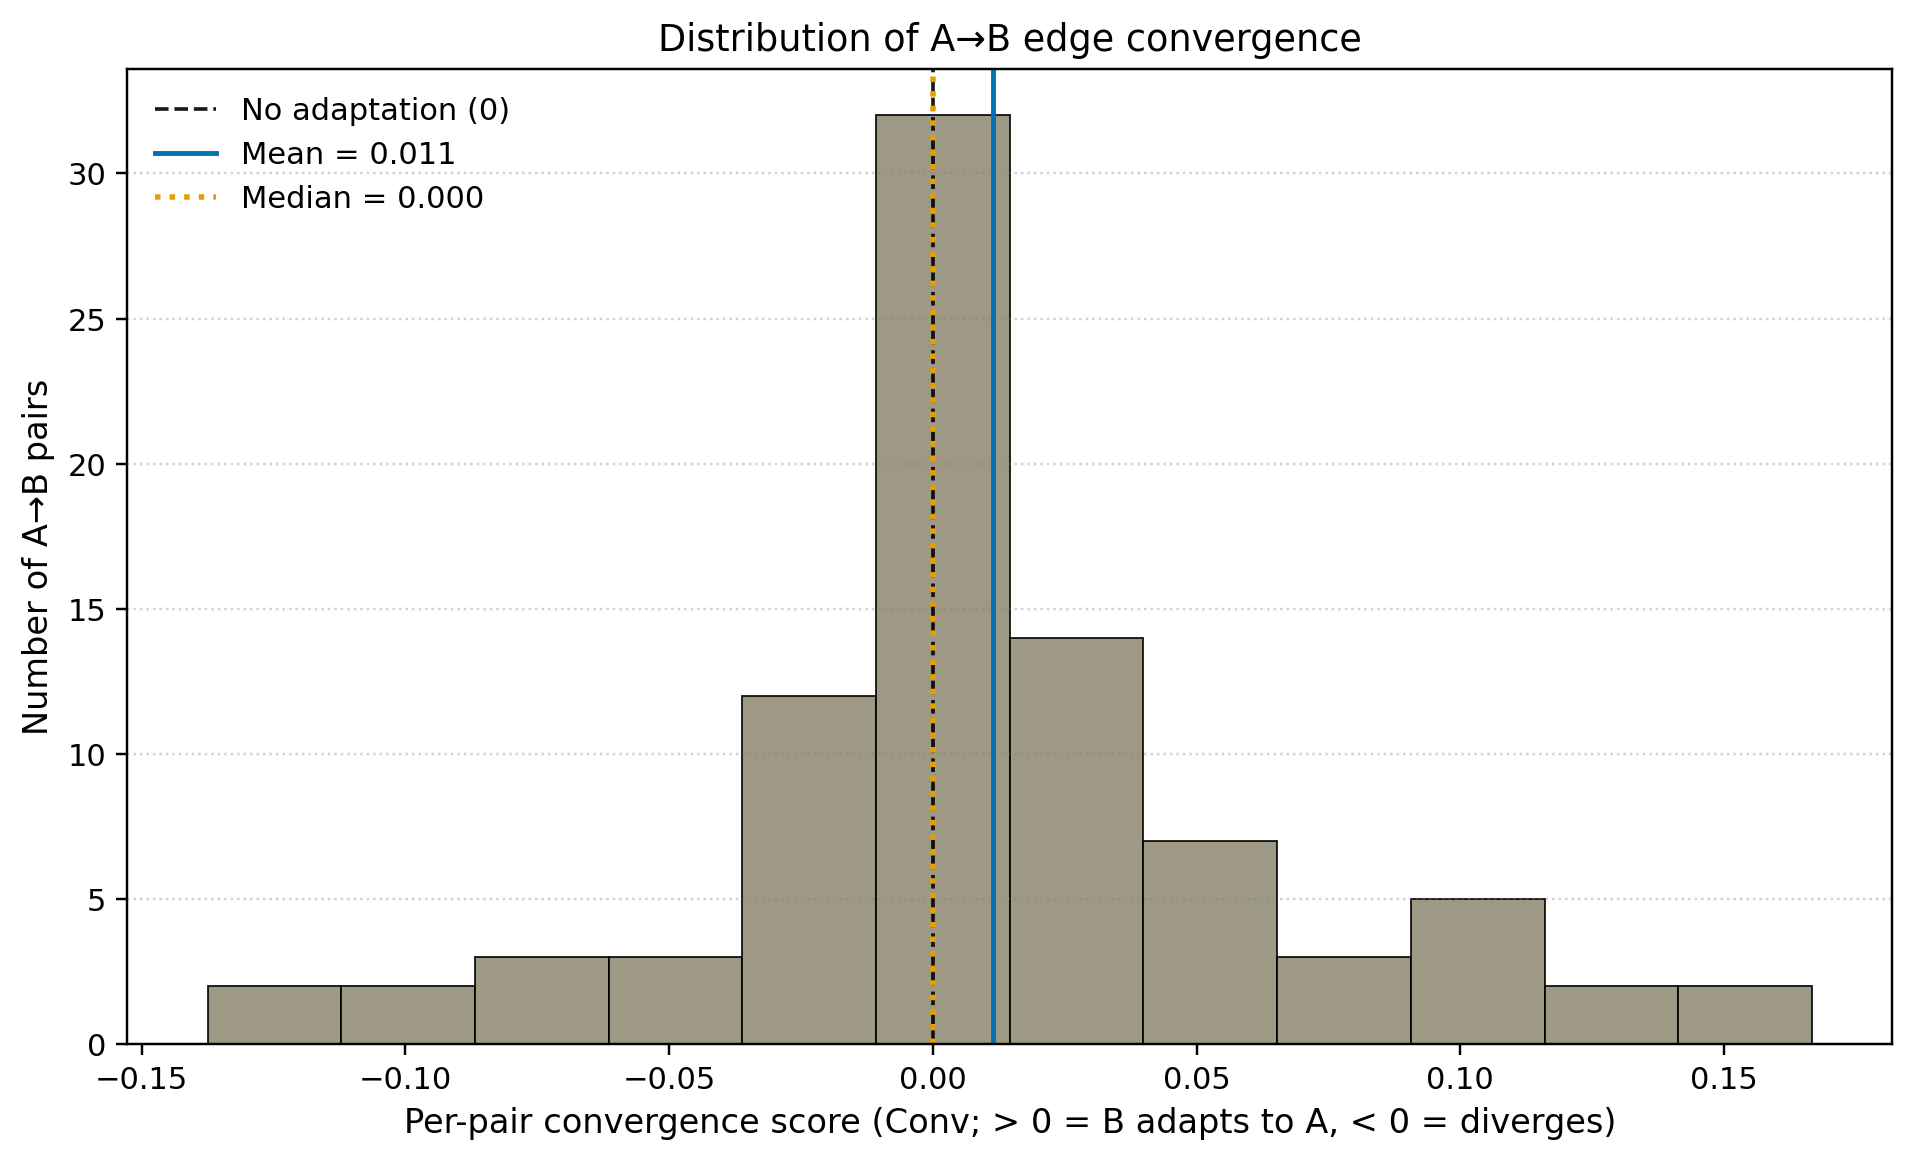 Distribution of A→B edge convergence
No adaptation (0)
Mean = 0.011
Median = 0.000
Number of A→B pairs
30
25
20
15
10
5
0
−0.15
−0.10
−0.05
0.00
0.05
0.10
0.15
Per-pair convergence score (Conv; > 0 = B adapts to A, < 0 = diverges)